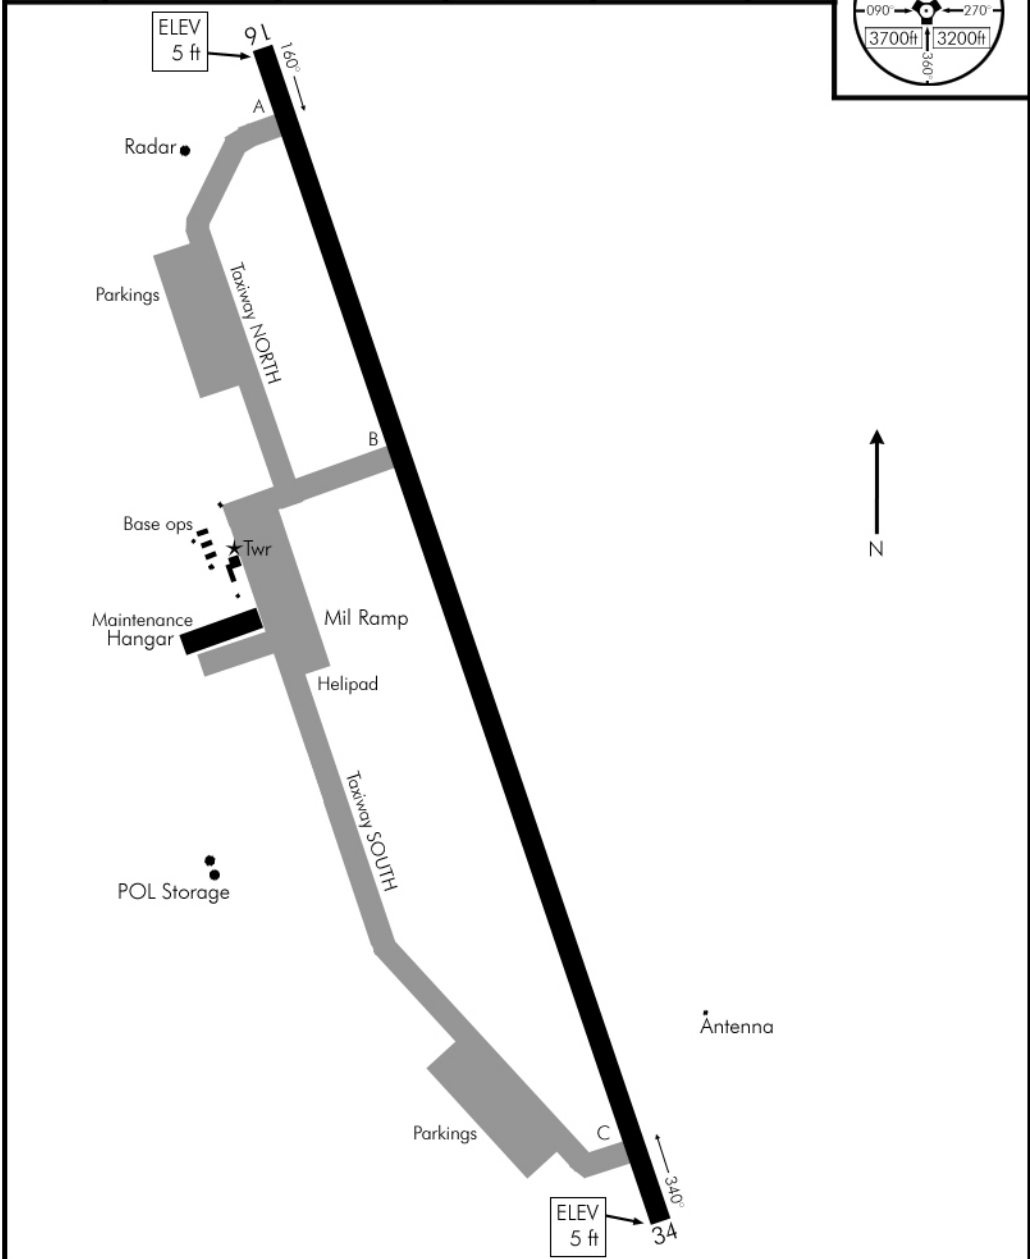 090° 270°
3700ft 3200ft
360°
ELEV
5 ft
16
160°
A
Radar
Parkings
Taxiway NORTH
B
N
Base ops
Twr
Maintenance
Hangar
Mil Ramp
Helipad
Taxiway SOUTH
POL Storage
Antenna
Parkings
C
340°
ELEV
5 ft
34